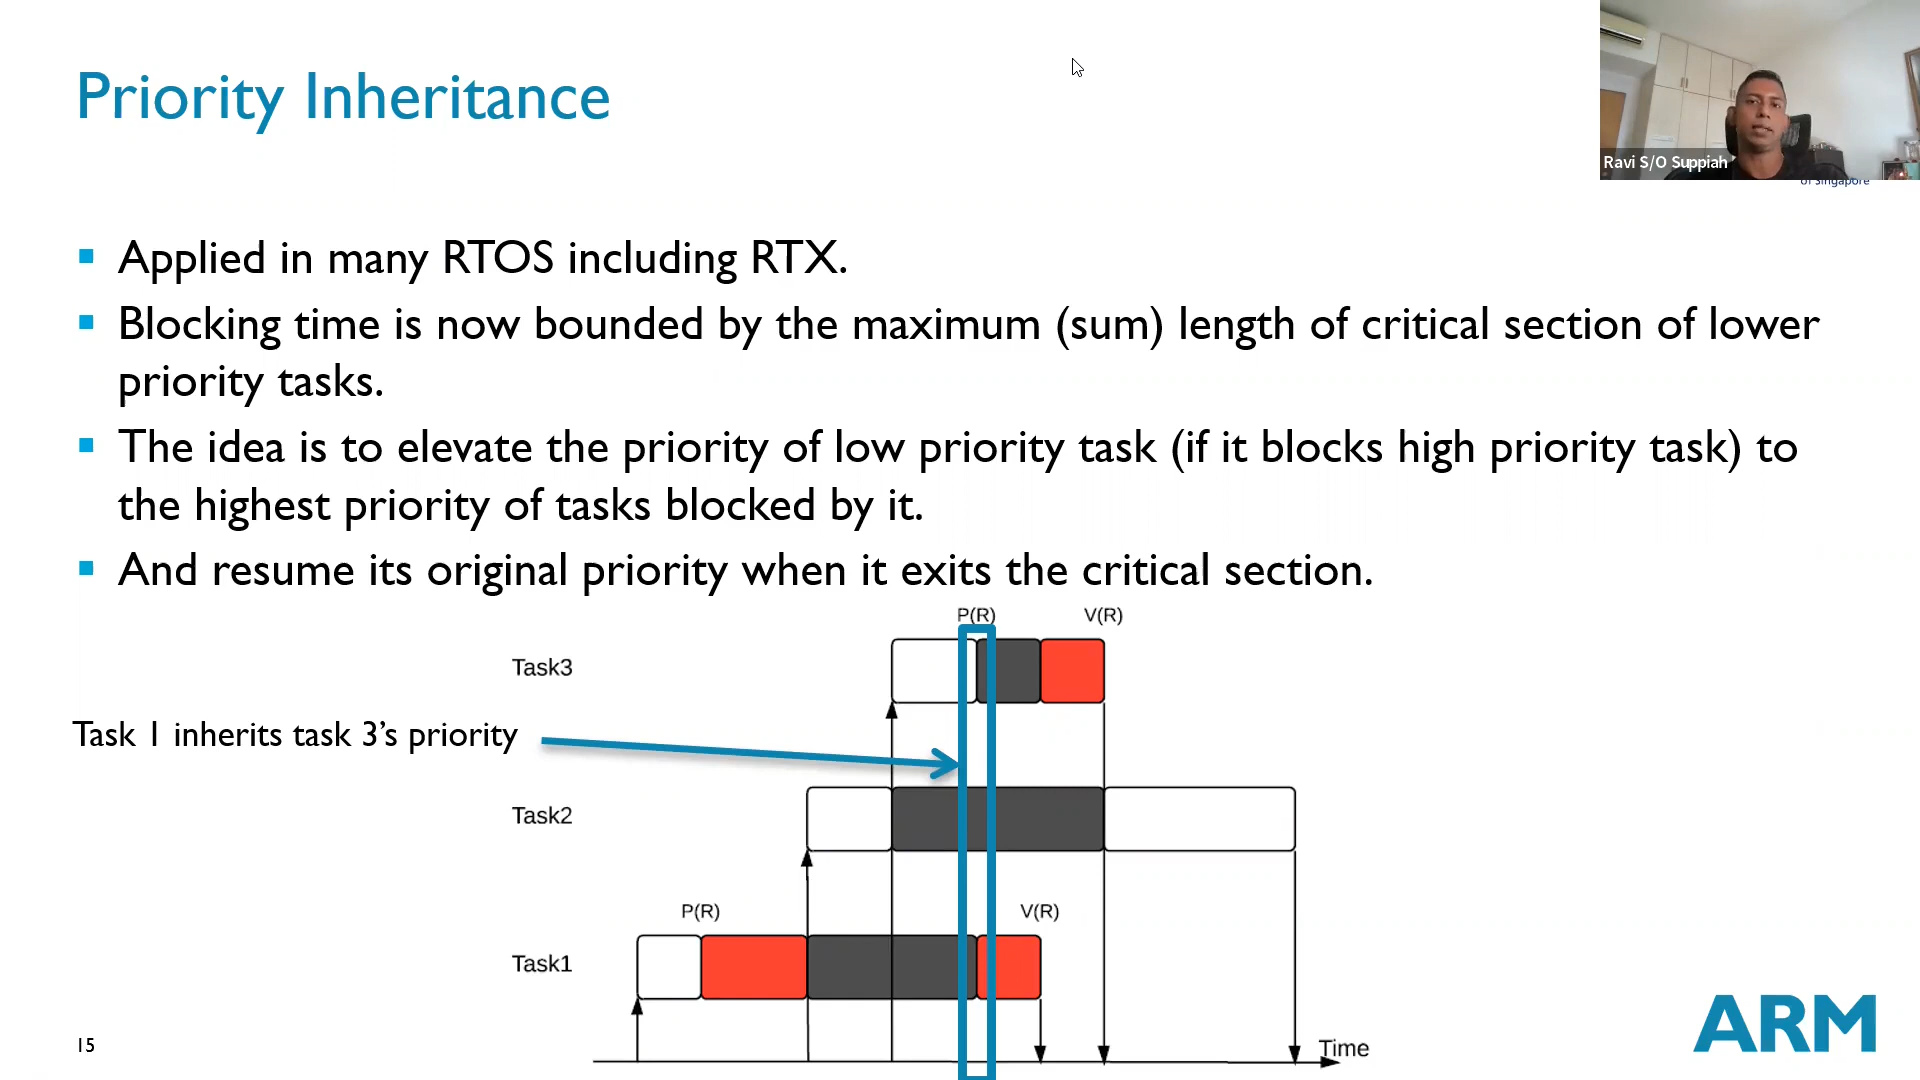 Priority Inheritance
Ravi S/O Suppiah
of Singapore
Applied in many RTOS including RTX.
Blocking time is now bounded by the maximum (sum) length of critical section of lower
priority tasks.
The idea is to elevate the priority of low priority task (if it blocks high priority task) to
the highest priority of tasks blocked by it.
And resume its original priority when it exits the critical section.
P(R)
V(R)
Task3
Task 1 inherits task 3’s priority
Task2
P(R)
V(R)
Task1
Time
15
ARM